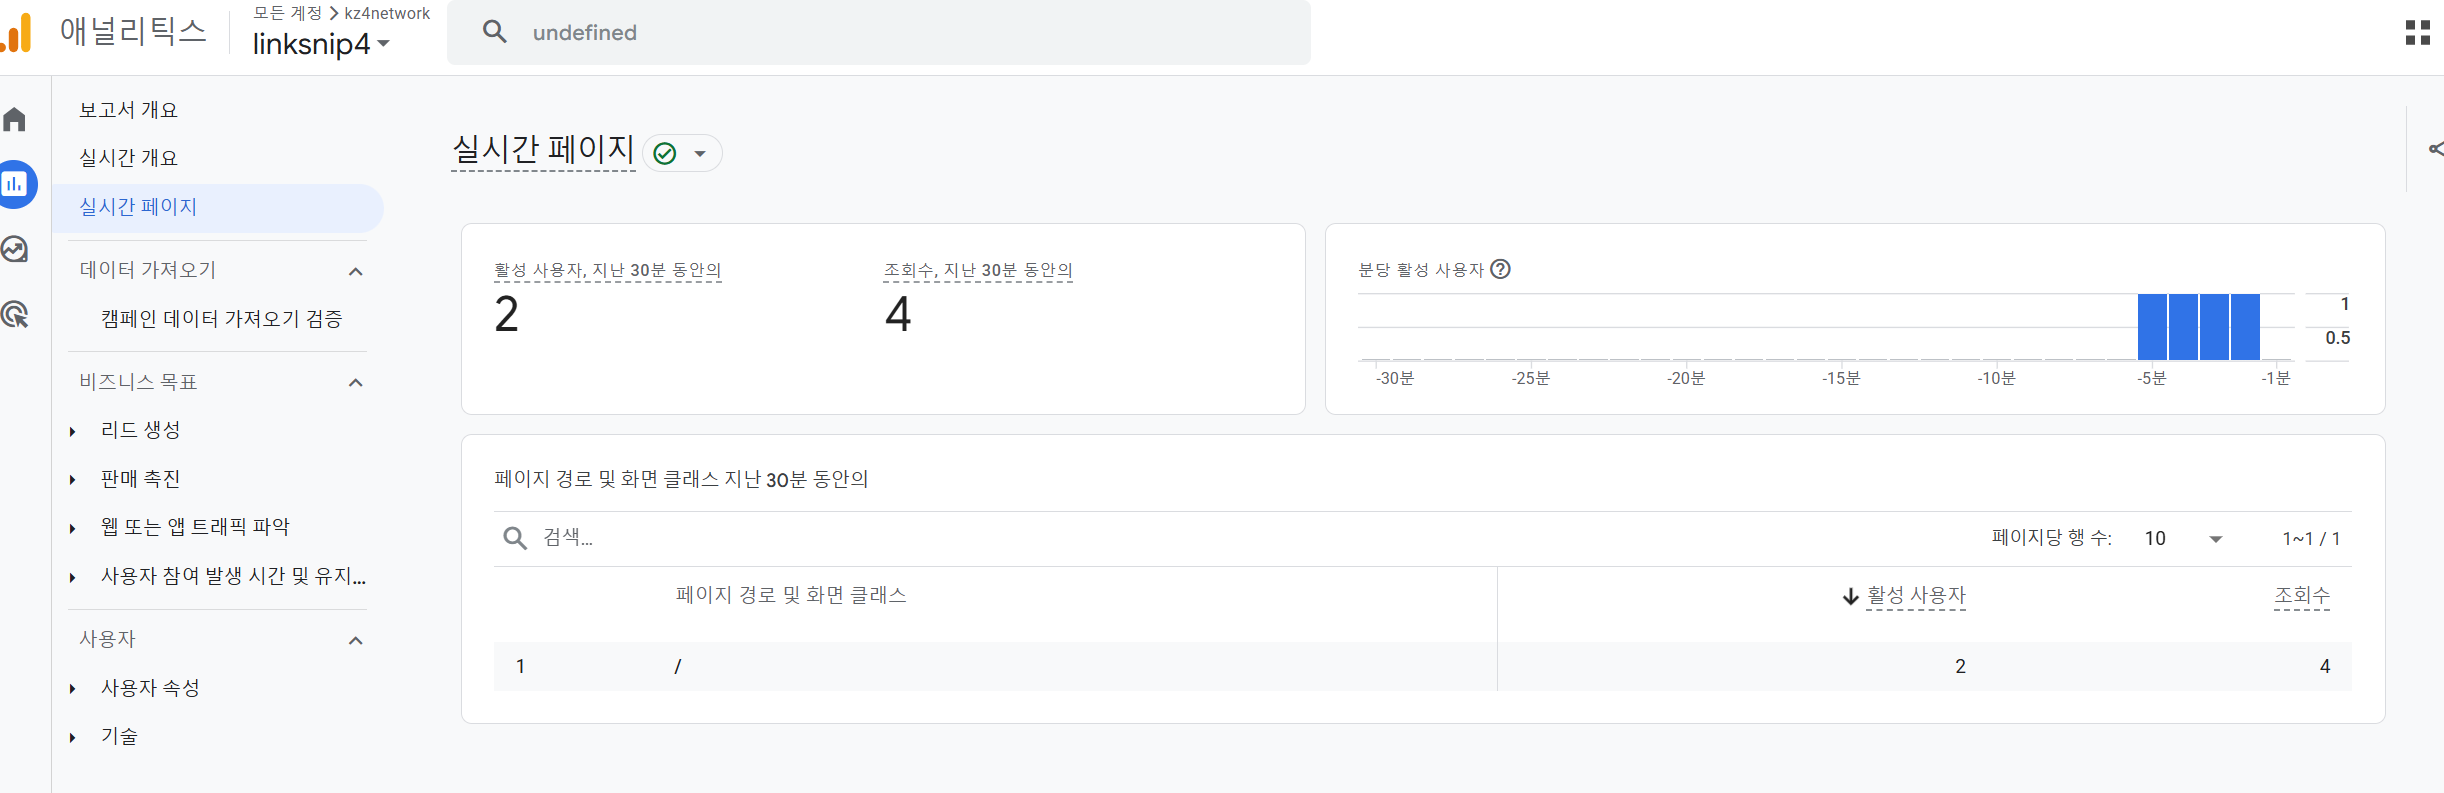 애널리틱스
모든 계정 > kz4network
linksnip4
undefined
보고서 개요
실시간 개요
실시간 페이지
데이터 가져오기
캠페인 데이터 가져오기 검증
비즈니스 목표
리드 생성
판매 촉진
웹 또는 앱 트래픽 파악
사용자 참여 발생 시간 및 유지...
사용자
사용자 속성
기술
실시간 페이지
활성 사용자, 지난 30분 동안의
2
조회수, 지난 30분 동안의
4
분당 활성 사용자
1
0.5
-30분 -25분 -20분 -15분 -10분 -5분 -1분
페이지 경로 및 화면 클래스 지난 30분 동안의
검색...
페이지당 행 수: 10 1~1 / 1
페이지 경로 및 화면 클래스 활성 사용자 조회수
1 / 2 4